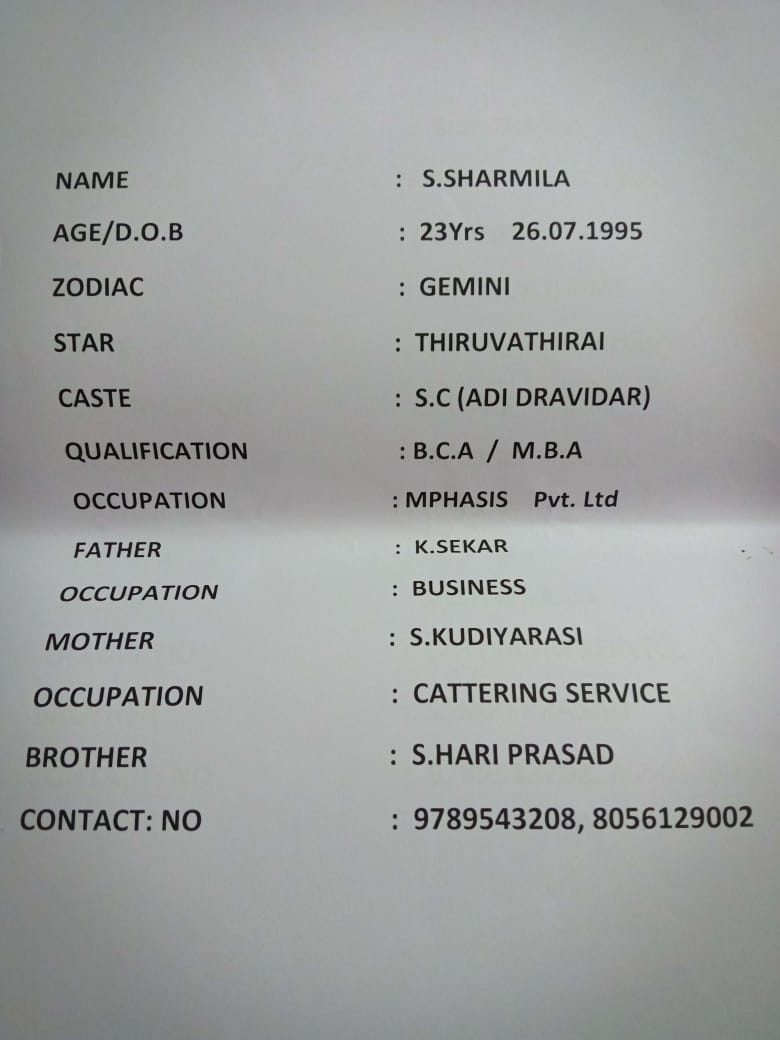 NAME : S.SHARMILA
AGE/D.O.B : 23Yrs 26.07.1995
ZODIAC : GEMINI
STAR : THIRUVATHIRAI
CASTE : S.C (ADI DRAVIDAR)
QUALIFICATION : B.C.A / M.B.A
OCCUPATION : MPHASIS Pvt. Ltd
FATHER : K.SEKAR
OCCUPATION : BUSINESS
MOTHER : S.KUDIYARASI
OCCUPATION : CATTERING SERVICE
BROTHER : S.HARI PRASAD
CONTACT: NO : 9789543208, 8056129002